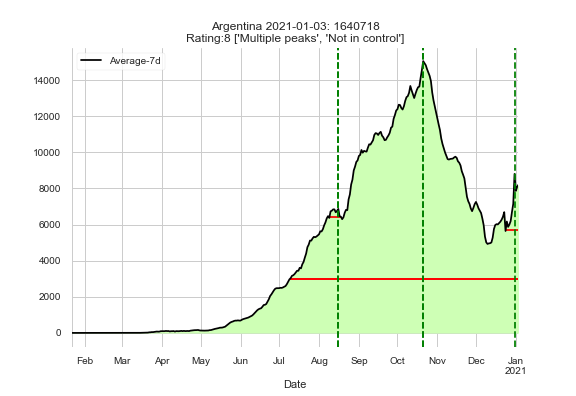 Argentina 2021-01-03: 1640718
Rating:8 ['Multiple peaks', 'Not in control']
Average-7d
14000
12000
10000
8000
6000
4000
2000
0
Feb Mar Apr May Jun Jul Aug Sep Oct Nov Dec Jan
2021
Date